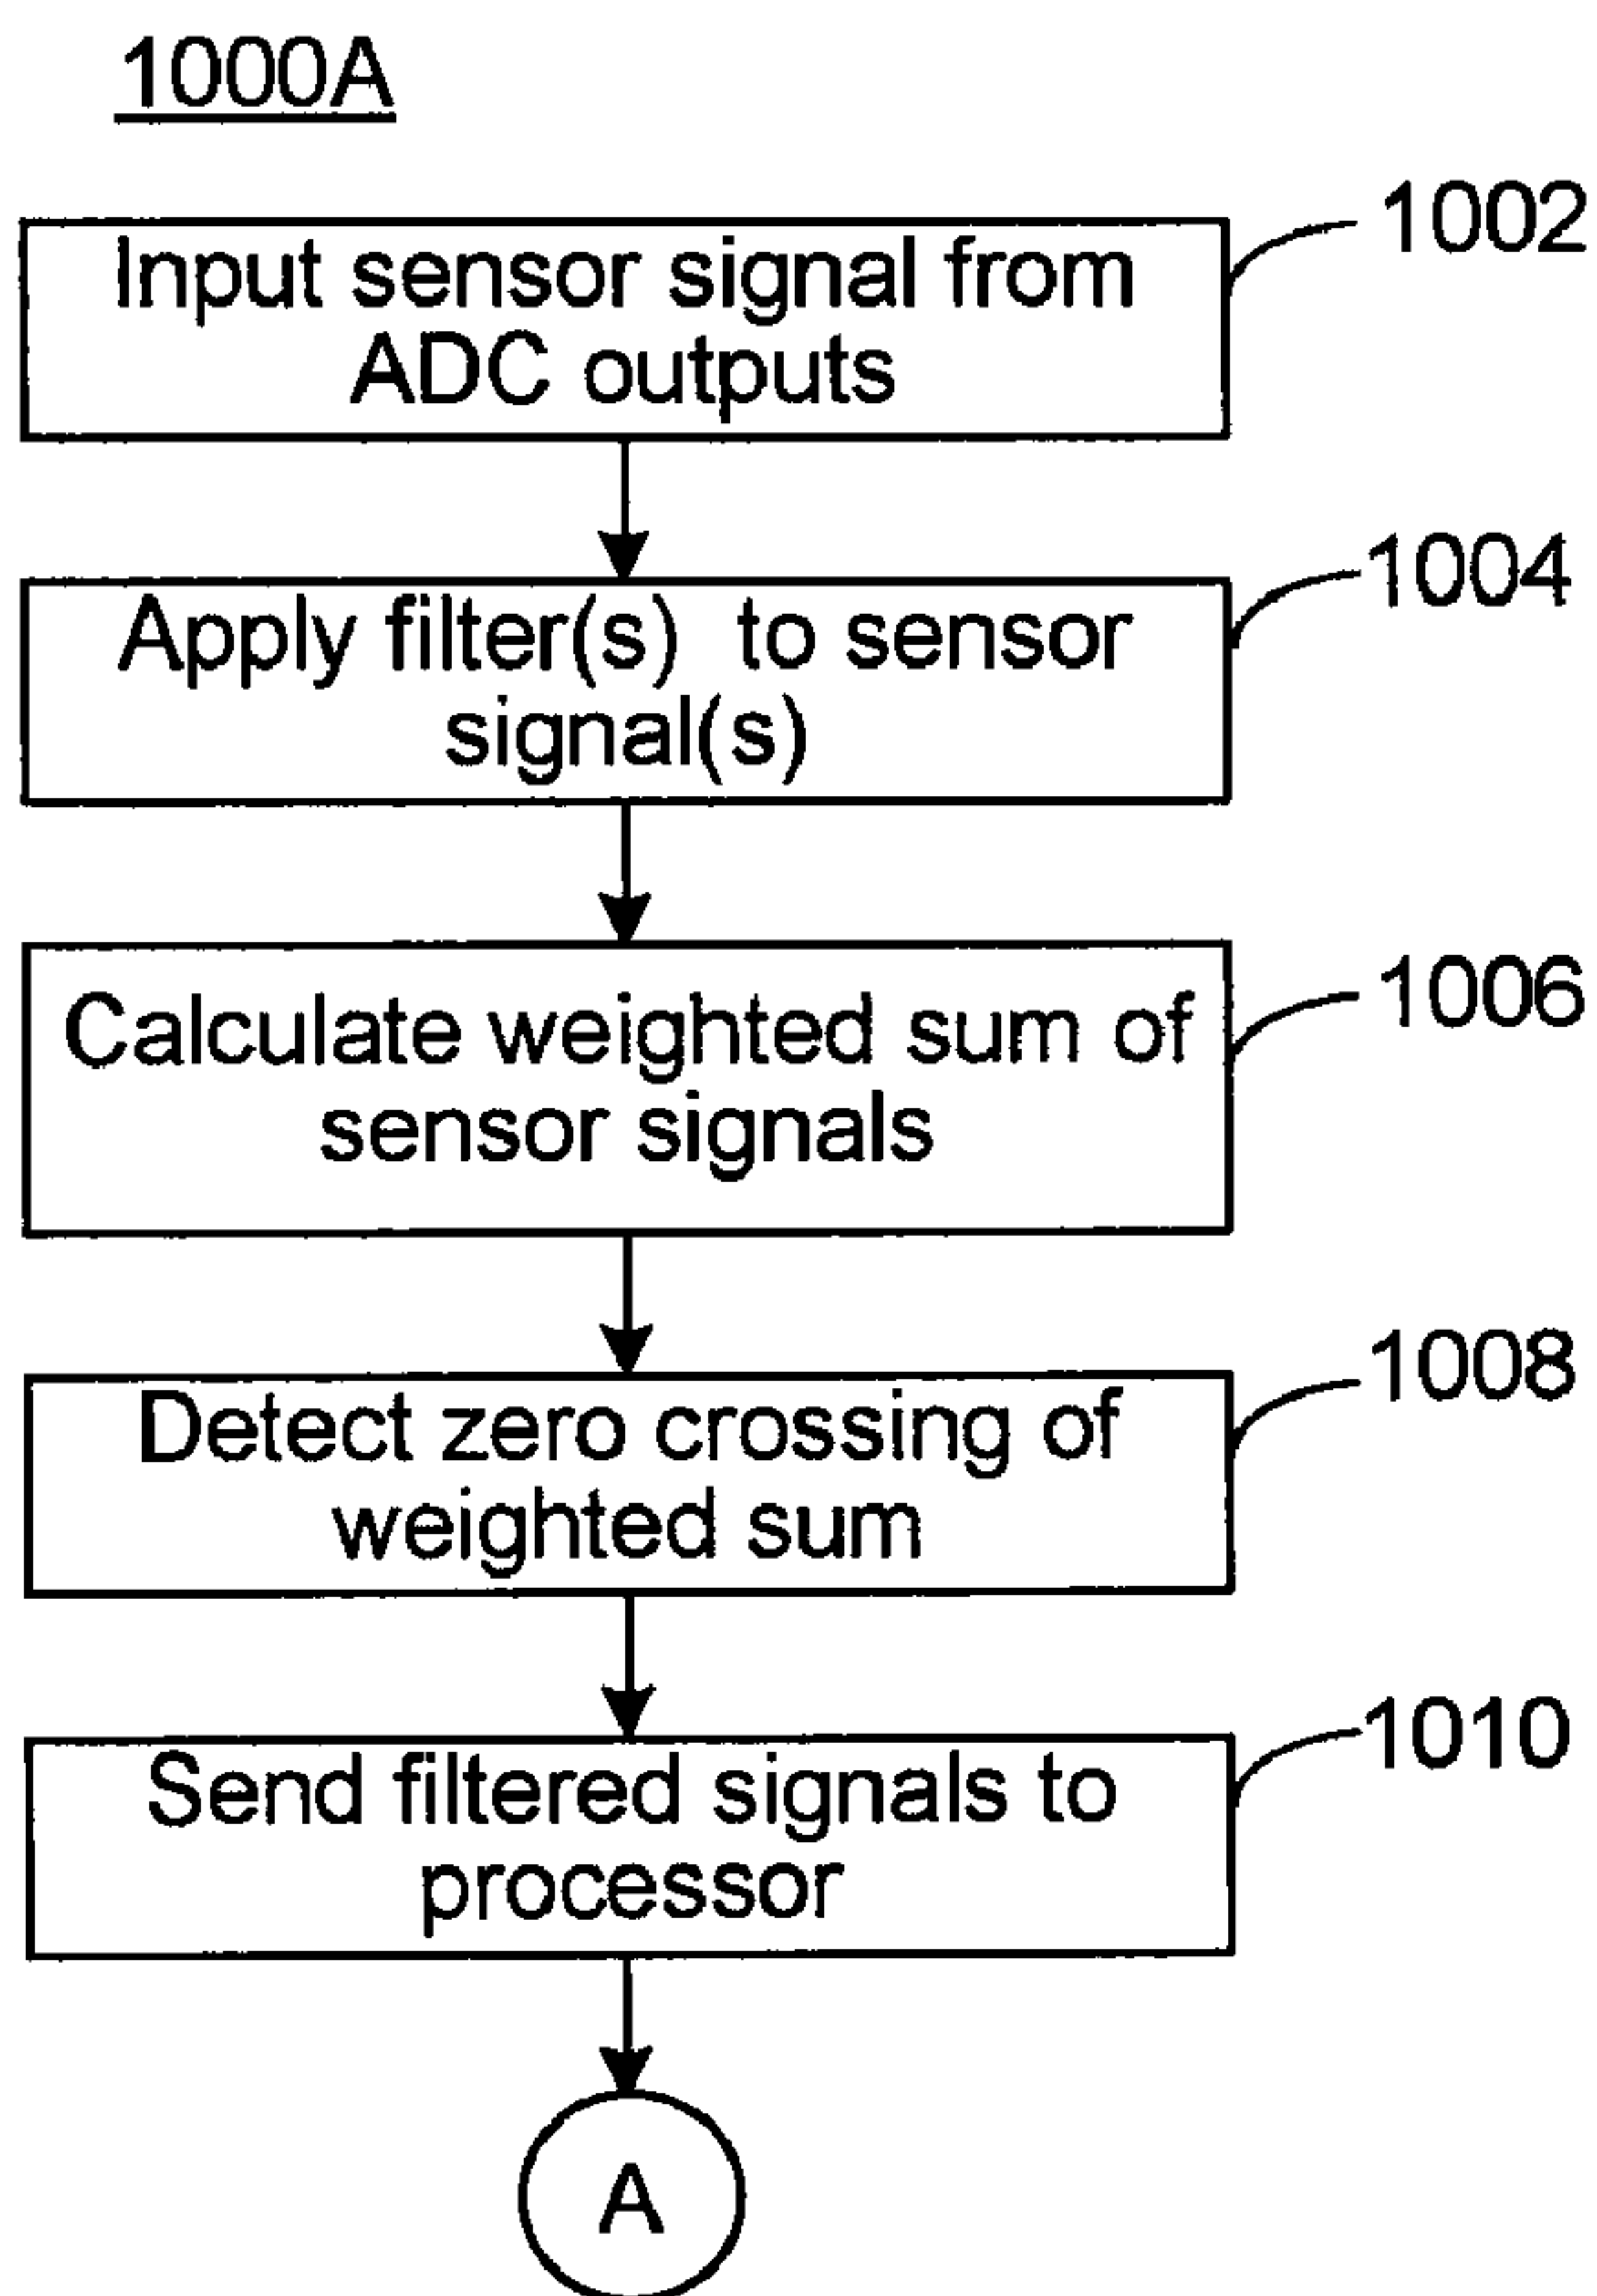 1000A
1002
Input sensor signal from
ADC outputs
1004
Apply filter(s) to sensor
signal(s)
1006
Calculate weighted sum of
sensor signals
1008
Detect zero crossing of
weighted sum
1010
Send filtered signals to
processor
A